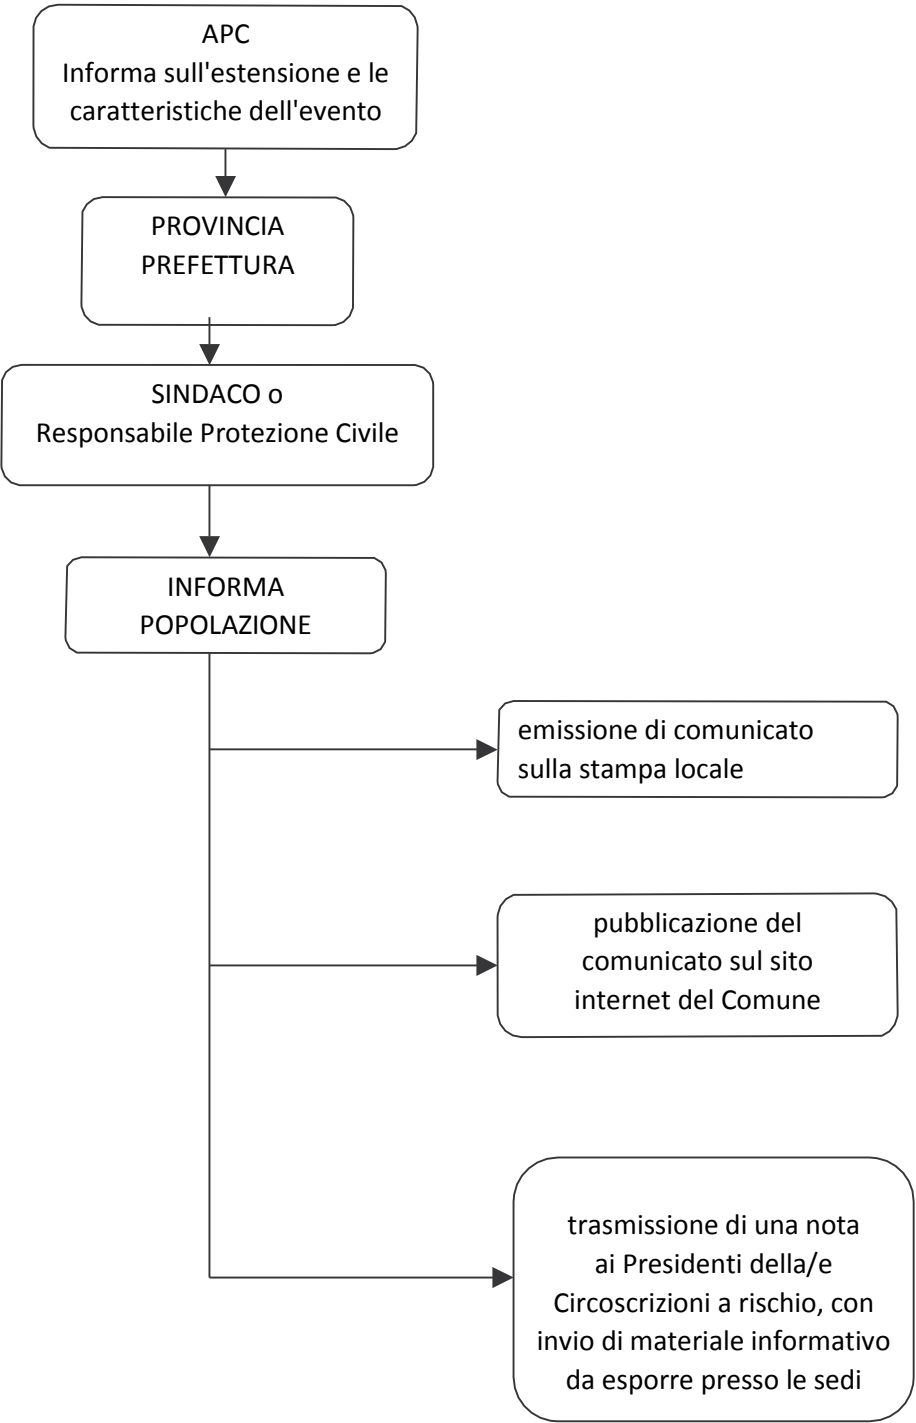 APC
Informa sull'estensione e le
caratteristiche dell'evento
PROVINCIA
PREFETTURA
SINDACO o
Responsabile Protezione Civile
INFORMA
POPOLAZIONE
emissione di comunicato
sulla stampa locale
pubblicazione del
comunicato sul sito
internet del Comune
trasmissione di una nota
ai Presidenti della/e
Circoscrizioni a rischio, con
invio di materiale informativo
da esporre presso le sedi